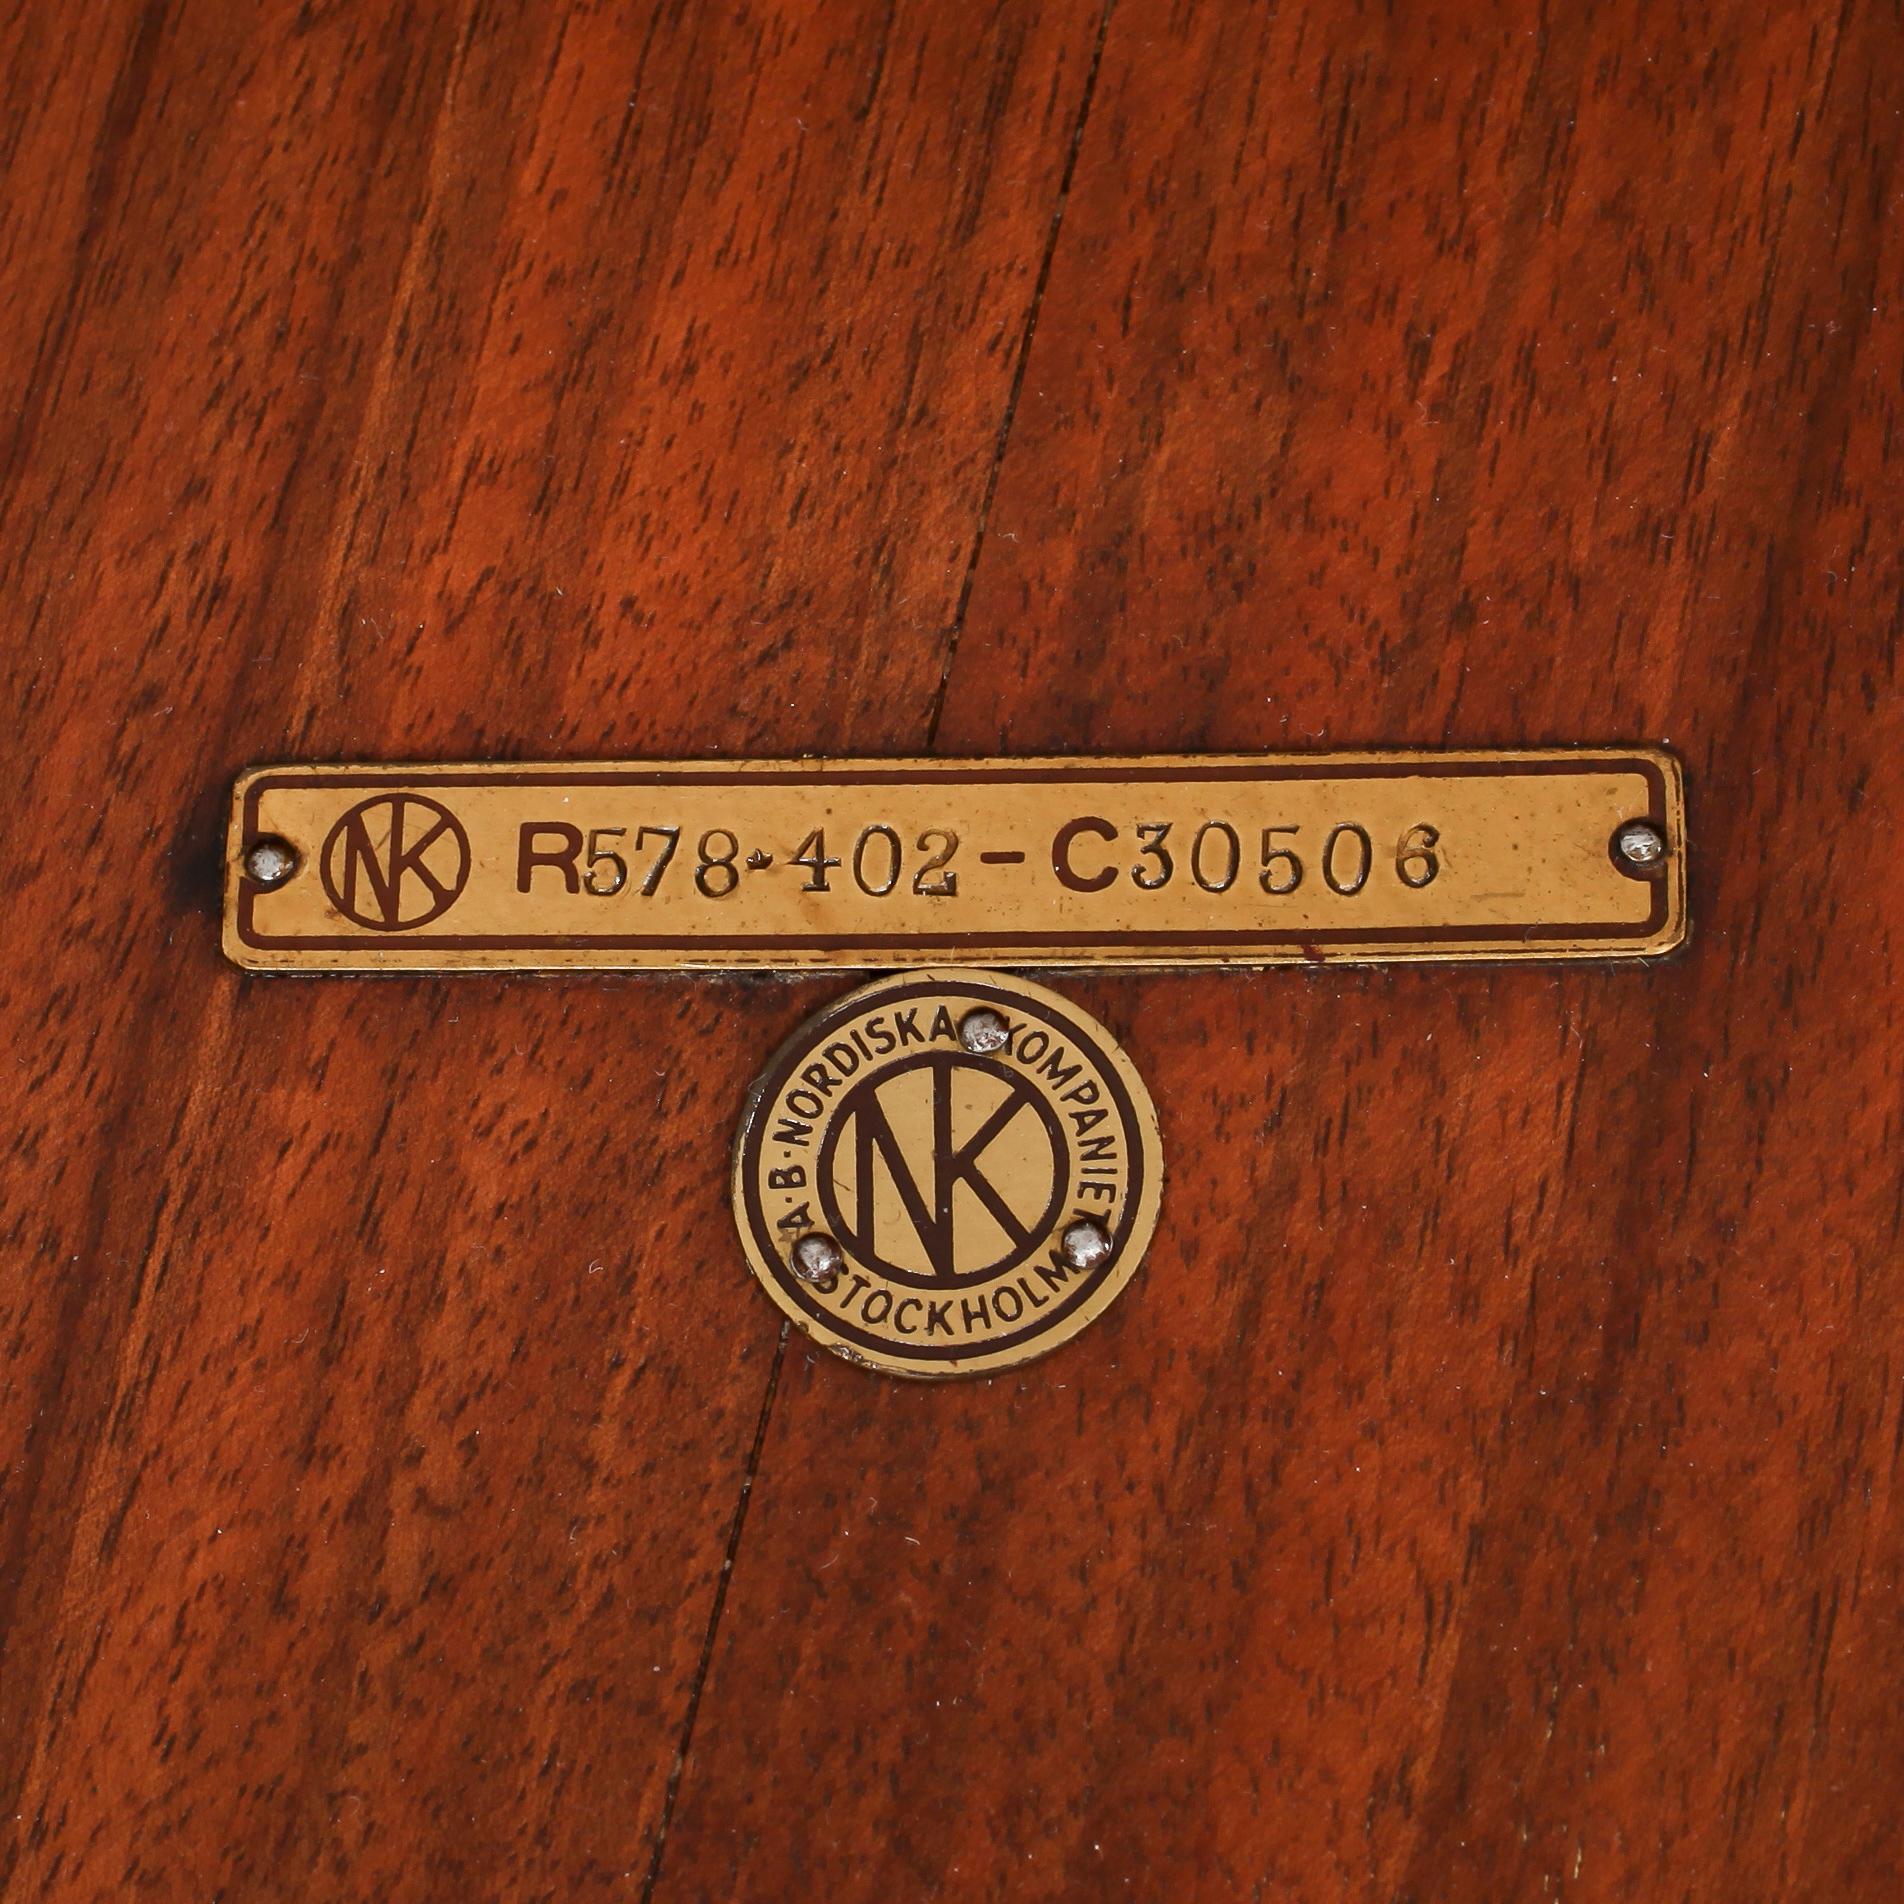 NK R578·402-C30506
A·B·NORDISKA KOMPANIET
NK
STOCKHOLM